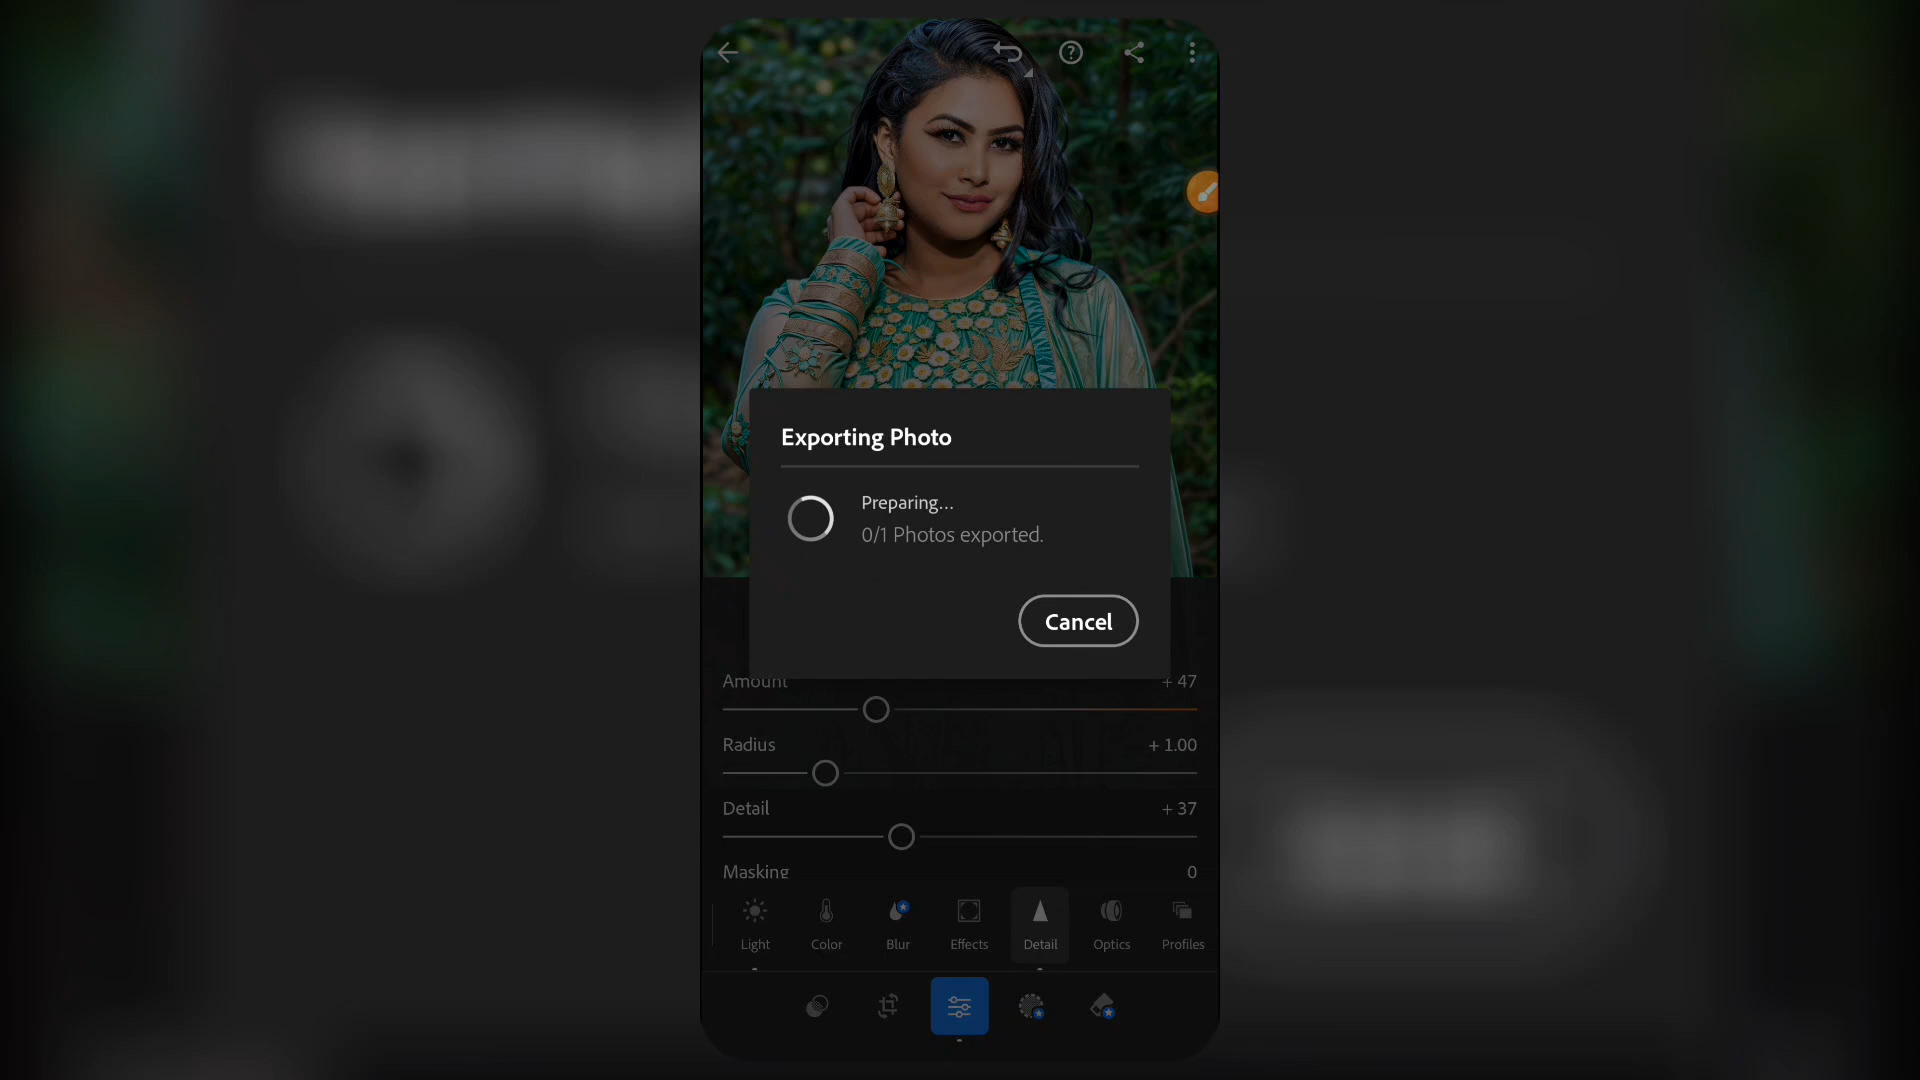 Exporting Photo
Preparing...
0/1 Photos exported.
Cancel
Amount + 47
Radius + 1.00
Detail + 37
Masking 0
Light Color Blur Effects Detail Optics Profiles